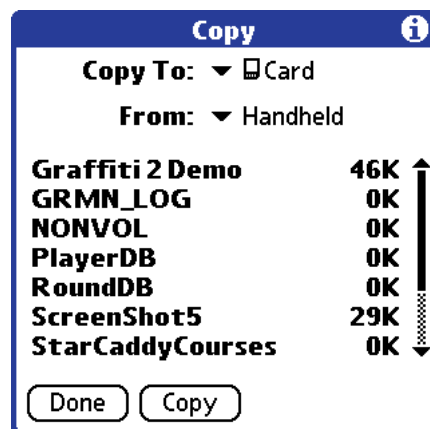 Copy
Copy To: Card
From: Handheld
Graffiti 2 Demo 46K
GRMN_LOG 0K
NONVOL 0K
PlayerDB 0K
RoundDB 0K
ScreenShot5 29K
StarCaddyCourses 0K
Done Copy